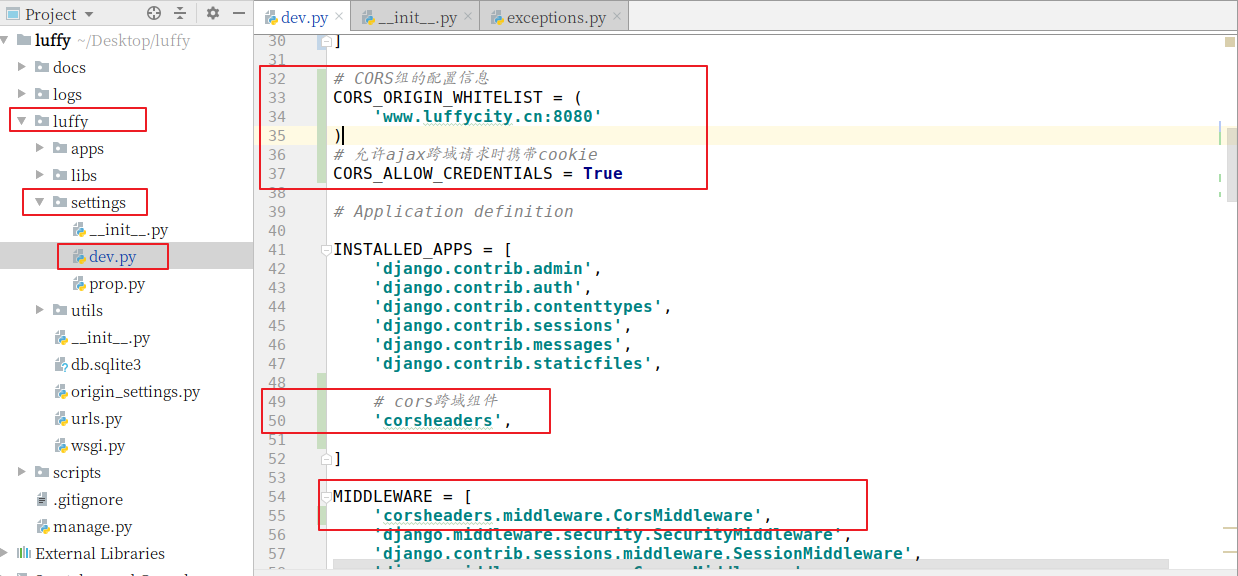 Project
dev.py
__init__.py
exceptions.py
luffy ~/Desktop/luffy
docs
logs
luffy
apps
libs
settings
__init__.py
dev.py
prop.py
utils
__init__.py
db.sqlite3
origin_settings.py
urls.py
wsgi.py
scripts
.gitignore
manage.py
External Libraries
30 ]
31
32 # CORS组的配置信息
33 CORS_ORIGIN_WHITELIST = (
34 'www.luffycity.cn:8080'
35 )
36 # 允许ajax跨域请求时携带cookie
37 CORS_ALLOW_CREDENTIALS = True
38
39 # Application definition
40
41 INSTALLED_APPS = [
42 'django.contrib.admin',
43 'django.contrib.auth',
44 'django.contrib.contenttypes',
45 'django.contrib.sessions',
46 'django.contrib.messages',
47 'django.contrib.staticfiles',
48
49 # cors跨域组件
50 'corsheaders',
51
52 ]
53
54 MIDDLEWARE = [
55 'corsheaders.middleware.CorsMiddleware',
56 'django.middleware.security.SecurityMiddleware',
57 'django.contrib.sessions.middleware.SessionMiddleware',